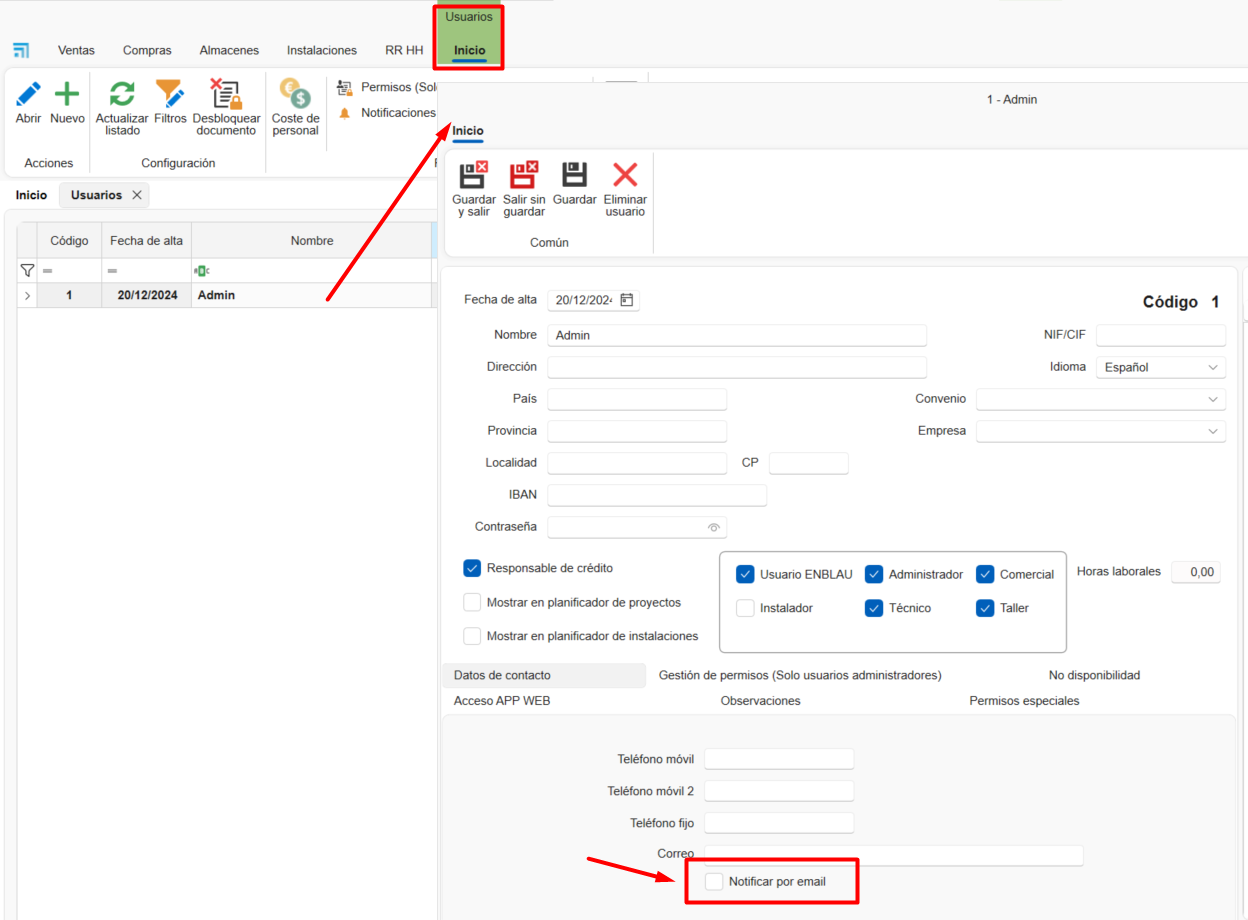 Usuarios
Ventas Compras Almacenes Instalaciones RR HH Inicio
Permisos (Sol
Notificaciones
Abrir Nuevo Actualizar listado Filtros Desbloquear documento Coste de personal
Acciones Configuración
Inicio Usuarios
Código Fecha de alta Nombre
1 20/12/2024 Admin
1 - Admin
Inicio
Guardar y salir Salir sin guardar Guardar Eliminar usuario
Común
Fecha de alta 20/12/202 Código 1
Nombre Admin NIF/CIF
Dirección Idioma Español
País Convenio
Provincia Empresa
Localidad CP
IBAN
Contraseña
Responsable de crédito
Mostrar en planificador de proyectos
Mostrar en planificador de instalaciones
Usuario ENBLAU Administrador Comercial
Instalador Técnico Taller
Horas laborales 0,00
Datos de contacto Gestión de permisos (Solo usuarios administradores) No disponibilidad
Acceso APP WEB Observaciones Permisos especiales
Teléfono móvil
Teléfono móvil 2
Teléfono fijo
Correo
Notificar por email